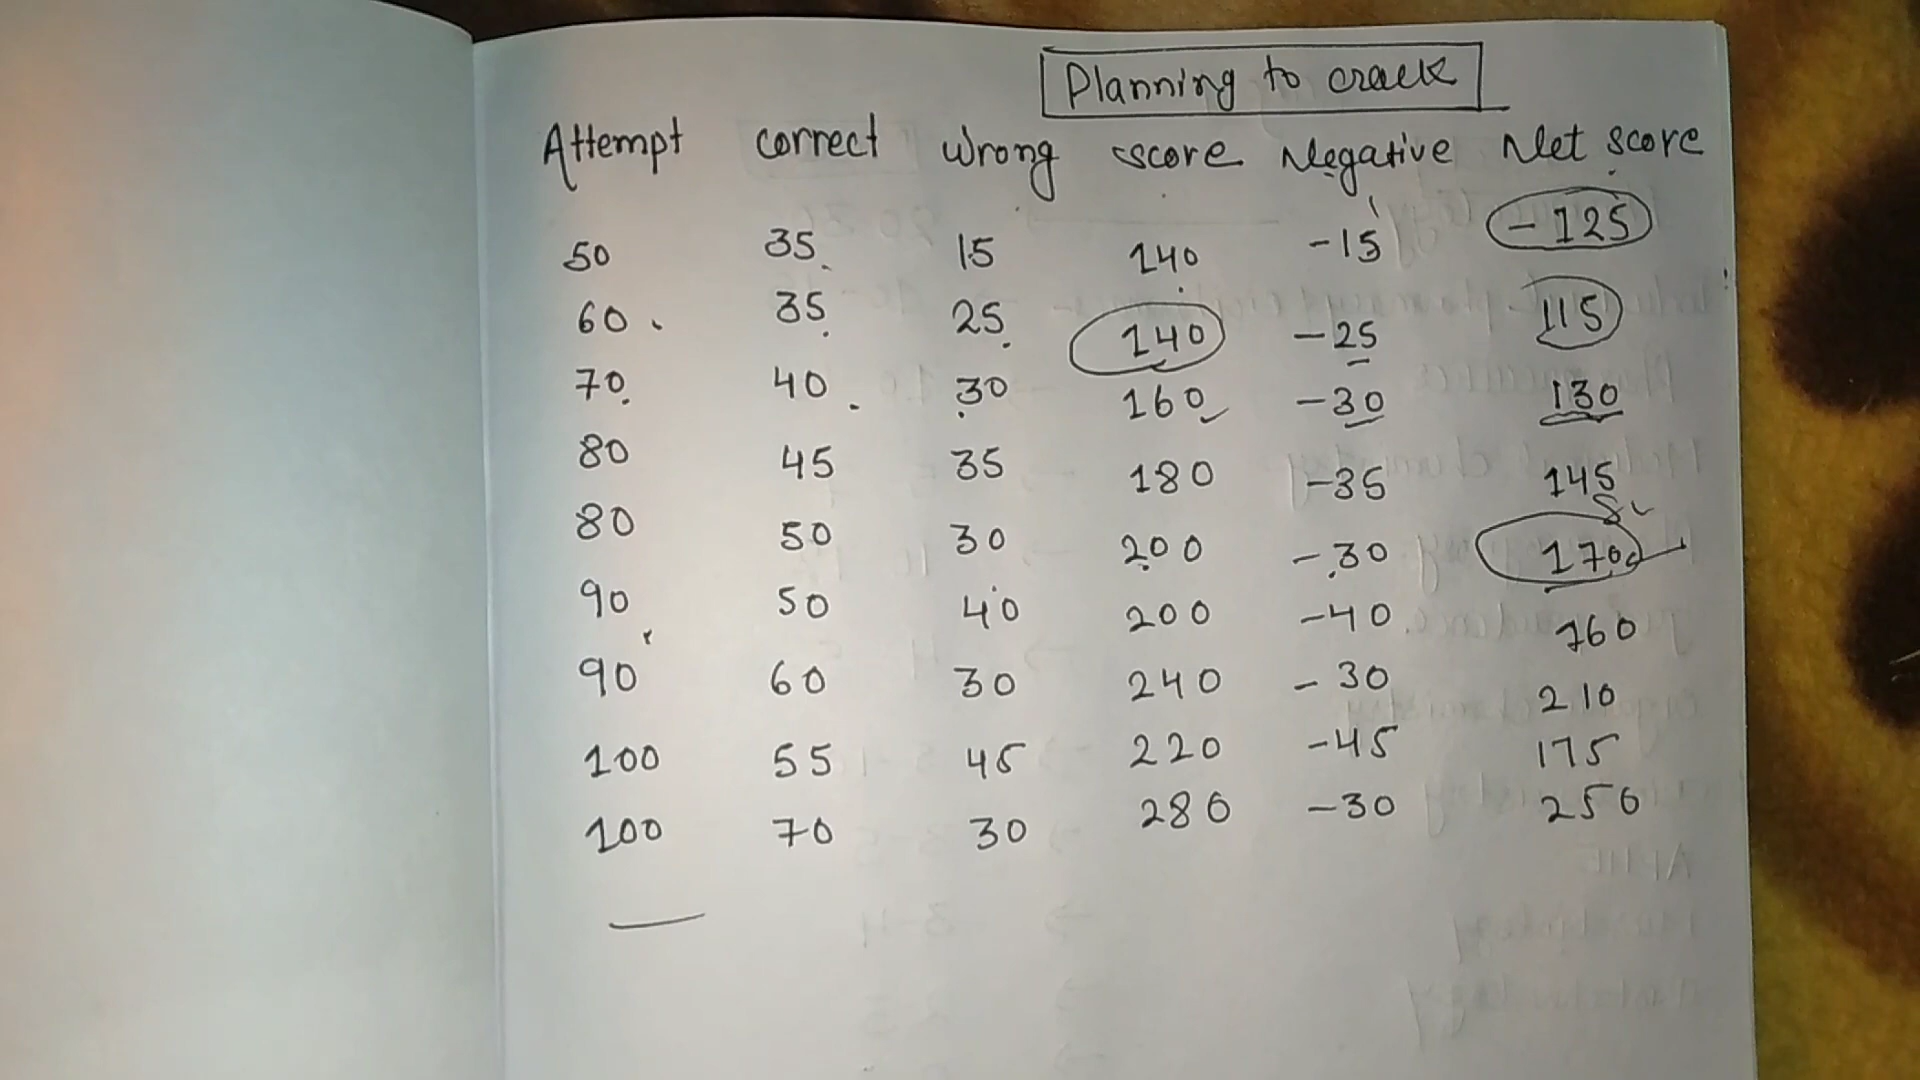 Planning to crack
Attempt correct Wrong score Negative Net score
50 35 15 140 -15 - 125
60 35 25 140 -25 115
70 40 30 160 -30 130
80 45 35 180 -35 145
80 50 30 200 -30 170
90 50 40 200 -40 160
90 60 30 240 -30 210
100 55 45 220 -45 175
100 70 30 280 -30 250